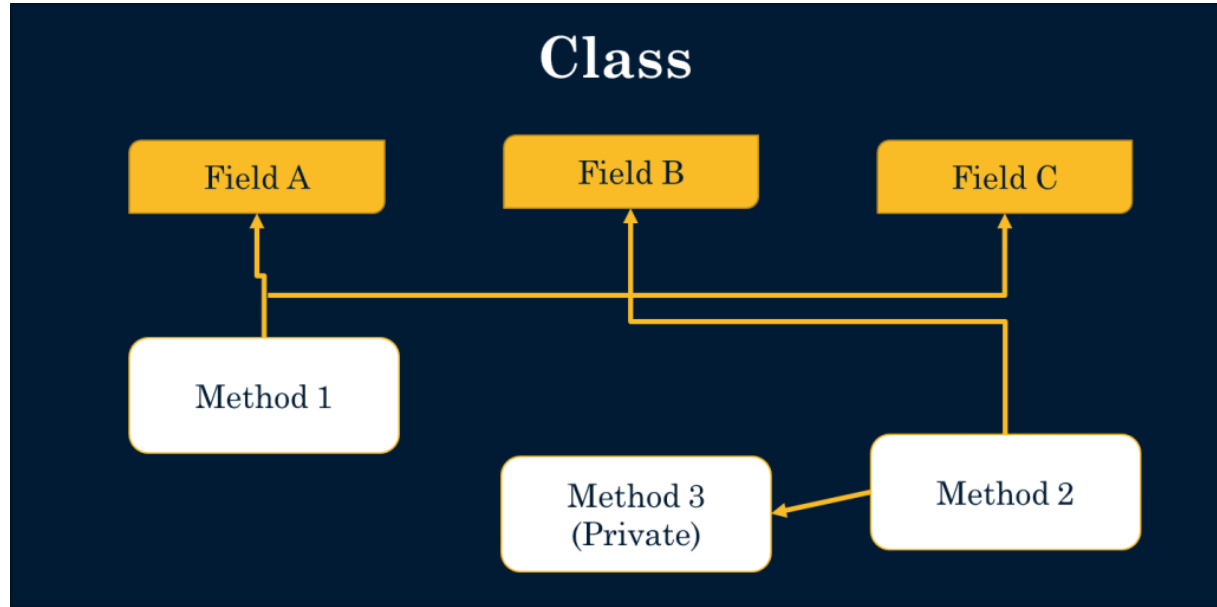 Class
Field A
Field B
Field C
Method 1
Method 3
(Private)
Method 2